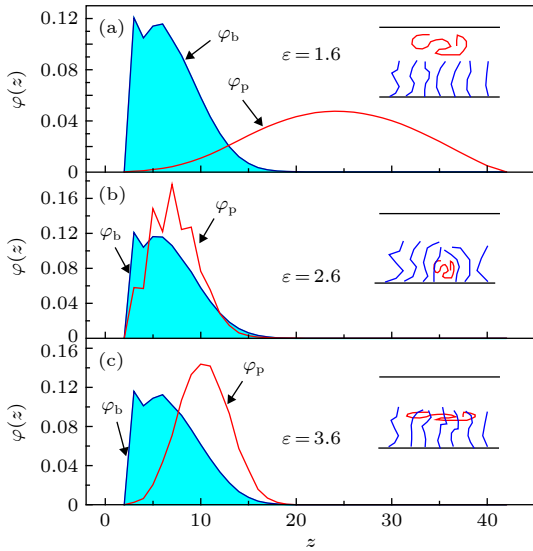 (a)
φb
φp
ε = 1.6
φ(z)
0.12
0.08
0.04
0
(b)
φb
φp
ε = 2.6
φ(z)
0.16
0.12
0.08
0.04
0
(c)
φb
φp
ε = 3.6
φ(z)
0.16
0.12
0.08
0.04
0
0 10 20 30 40
z